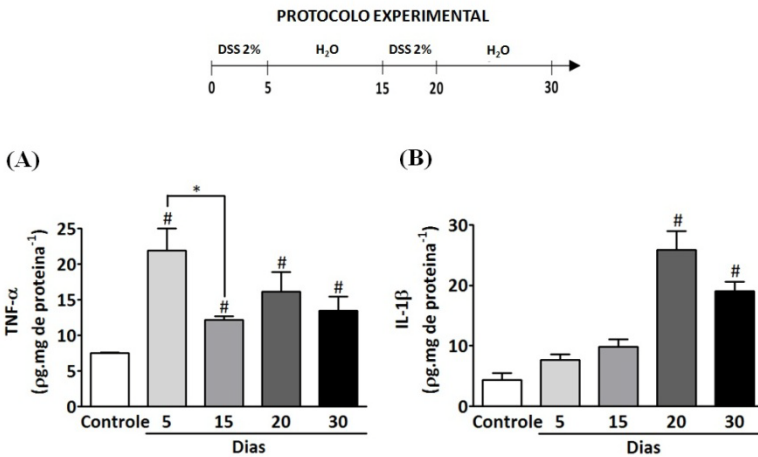 PROTOCOLO EXPERIMENTAL
DSS 2% H₂O DSS 2% H₂O
0 5 15 20 30
(A)
TNF-α
(ρg.mg de proteina⁻¹)
25
20
15
10
5
0
*
# # # #
Controle 5 15 20 30
Dias
(B)
IL-1β
(ρg.mg de proteina⁻¹)
30
20
10
0
# #
Controle 5 15 20 30
Dias